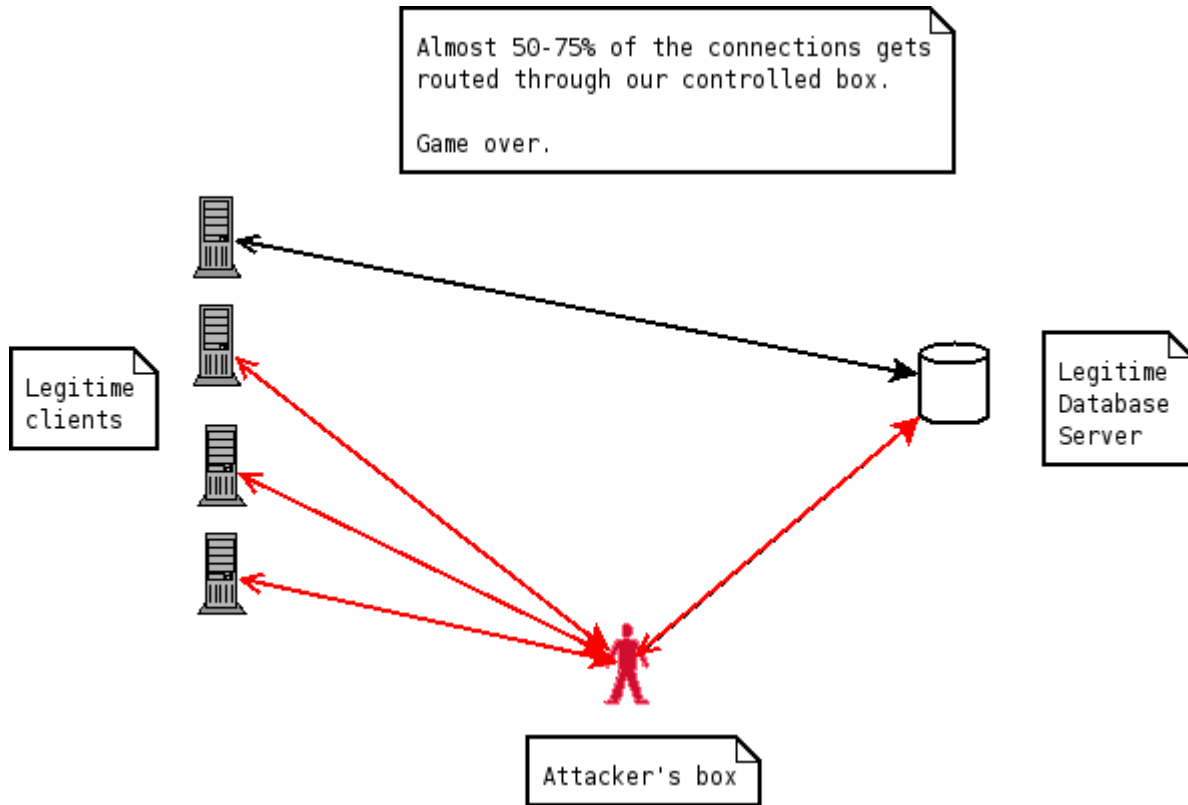 Almost 50-75% of the connections gets
routed through our controlled box.
Game over.
Legitime
clients
Legitime
Database
Server
Attacker's box